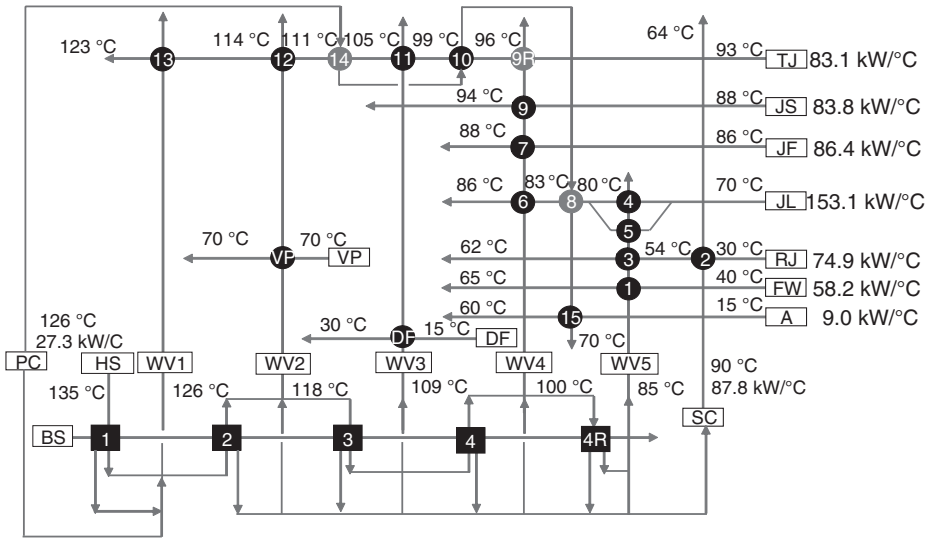 64 °C
123 °C 13 114 °C 12 111 °C 14 105 °C 11 99 °C 10 96 °C 9R 93 °C TJ 83.1 kW/°C
94 °C 9 88 °C JS 83.8 kW/°C
88 °C 7 86 °C JF 86.4 kW/°C
86 °C 6 83 °C 8 80 °C 4 70 °C JL 153.1 kW/°C
5
70 °C VP 70 °C VP
62 °C 3 54 °C 2 30 °C RJ 74.9 kW/°C
65 °C 1 40 °C FW 58.2 kW/°C
60 °C 15 15 °C A 9.0 kW/°C
30 °C DF 15 °C DF
70 °C
126 °C
27.3 kW/C
PC HS WV1 WV2 WV3 WV4 WV5
90 °C
87.8 kW/°C
135 °C 126 °C 118 °C 109 °C 100 °C 85 °C
SC
BS 1 2 3 4 4R